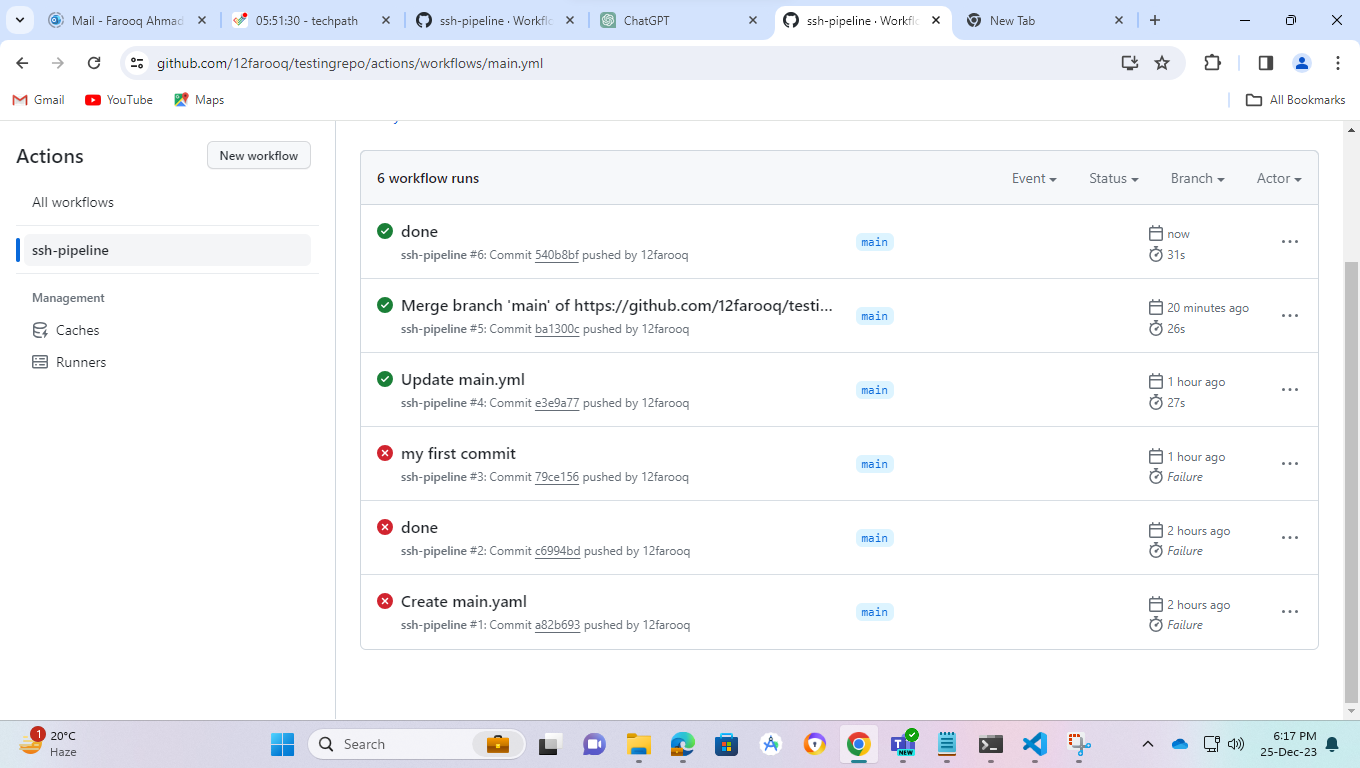 Mail - Farooq Ahmad
05:51:30 - techpath
ssh-pipeline · Workflo
ChatGPT
ssh-pipeline · Workflo
New Tab
github.com/12farooq/testingrepo/actions/workflows/main.yml
Gmail
YouTube
Maps
All Bookmarks
Actions
New workflow
All workflows
ssh-pipeline
Management
Caches
Runners
6 workflow runs
Event
Status
Branch
Actor
done
ssh-pipeline #6: Commit 540b8bf pushed by 12farooq
main
now
31s
Merge branch 'main' of https://github.com/12farooq/testi...
ssh-pipeline #5: Commit ba1300c pushed by 12farooq
main
20 minutes ago
26s
Update main.yml
ssh-pipeline #4: Commit e3e9a77 pushed by 12farooq
main
1 hour ago
27s
my first commit
ssh-pipeline #3: Commit 79ce156 pushed by 12farooq
main
1 hour ago
Failure
done
ssh-pipeline #2: Commit c6994bd pushed by 12farooq
main
2 hours ago
Failure
Create main.yaml
ssh-pipeline #1: Commit a82b693 pushed by 12farooq
main
2 hours ago
Failure
1
20°C
Haze
Search
NEW
6:17 PM
25-Dec-23